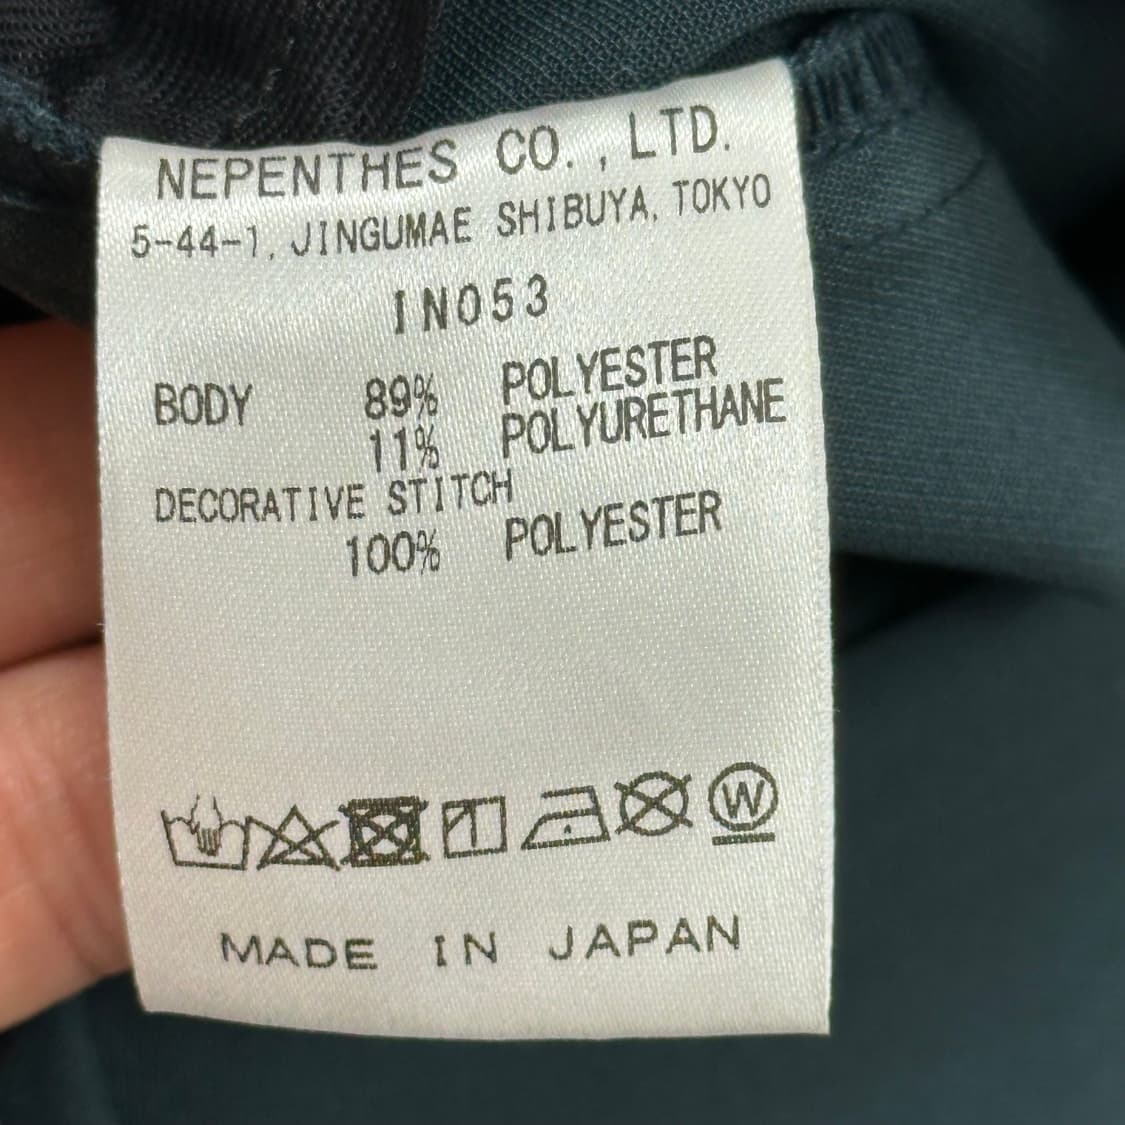 NEPENTHES CO., LTD.
5-44-1, JINGUMAE SHIBUYA, TOKYO
IN053
BODY 89% POLYESTER
11% POLYURETHANE
DECORATIVE STITCH
100% POLYESTER
W
MADE IN JAPAN